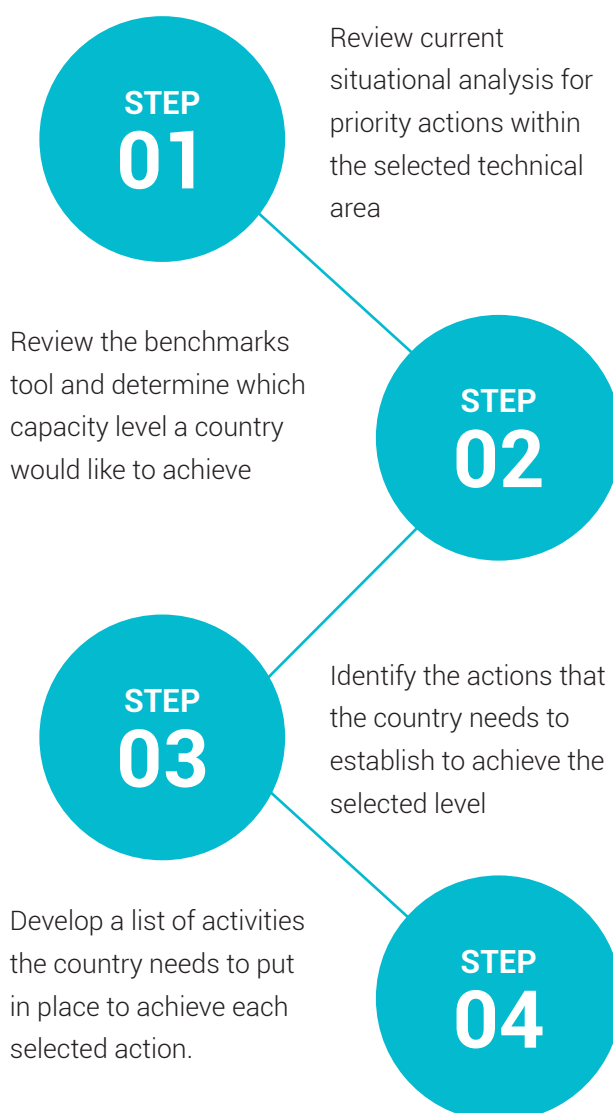 STEP
01
Review current
situational analysis for
priority actions within
the selected technical
area
STEP
02
Review the benchmarks
tool and determine which
capacity level a country
would like to achieve
STEP
03
Identify the actions that
the country needs to
establish to achieve the
selected level
STEP
04
Develop a list of activities
the country needs to put
in place to achieve each
selected action.